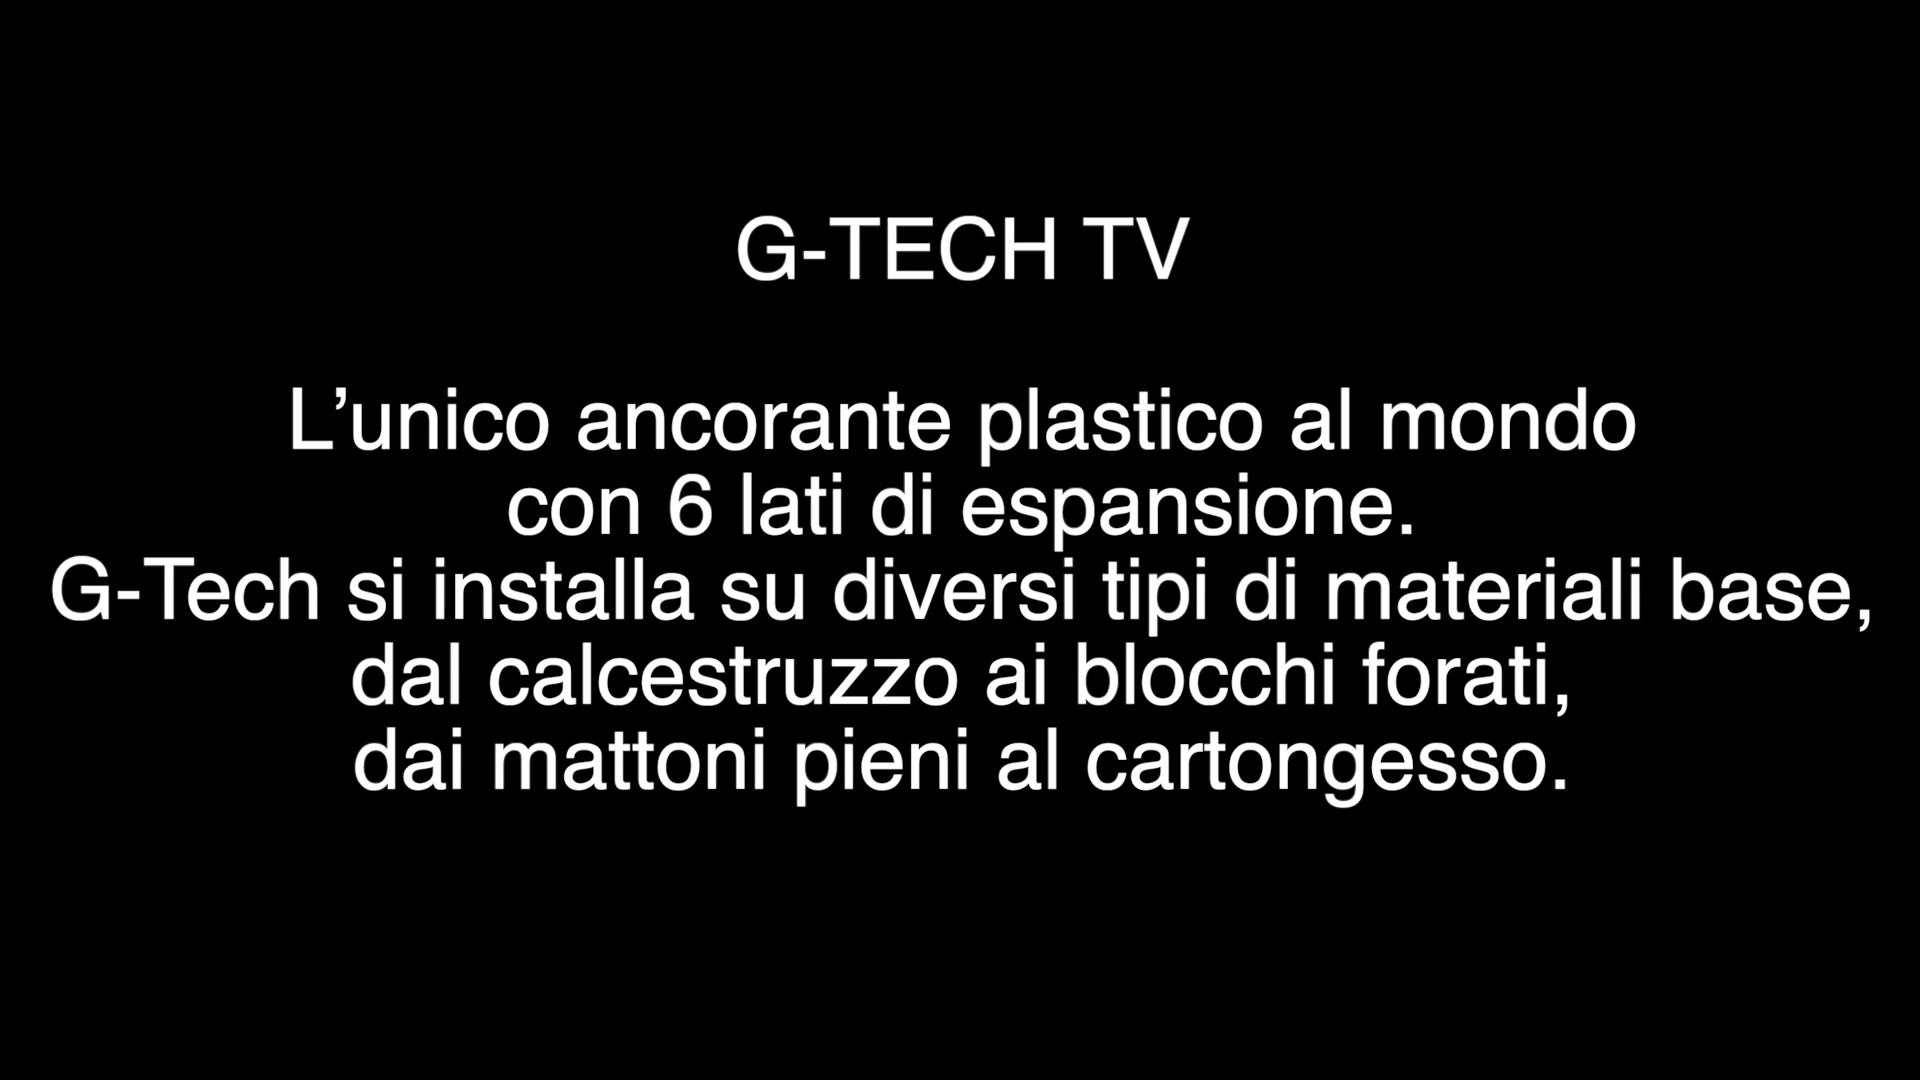 G-TECH TV
L’unico ancorante plastico al mondo
con 6 lati di espansione.
G-Tech si installa su diversi tipi di materiali base,
dal calcestruzzo ai blocchi forati,
dai mattoni pieni al cartongesso.